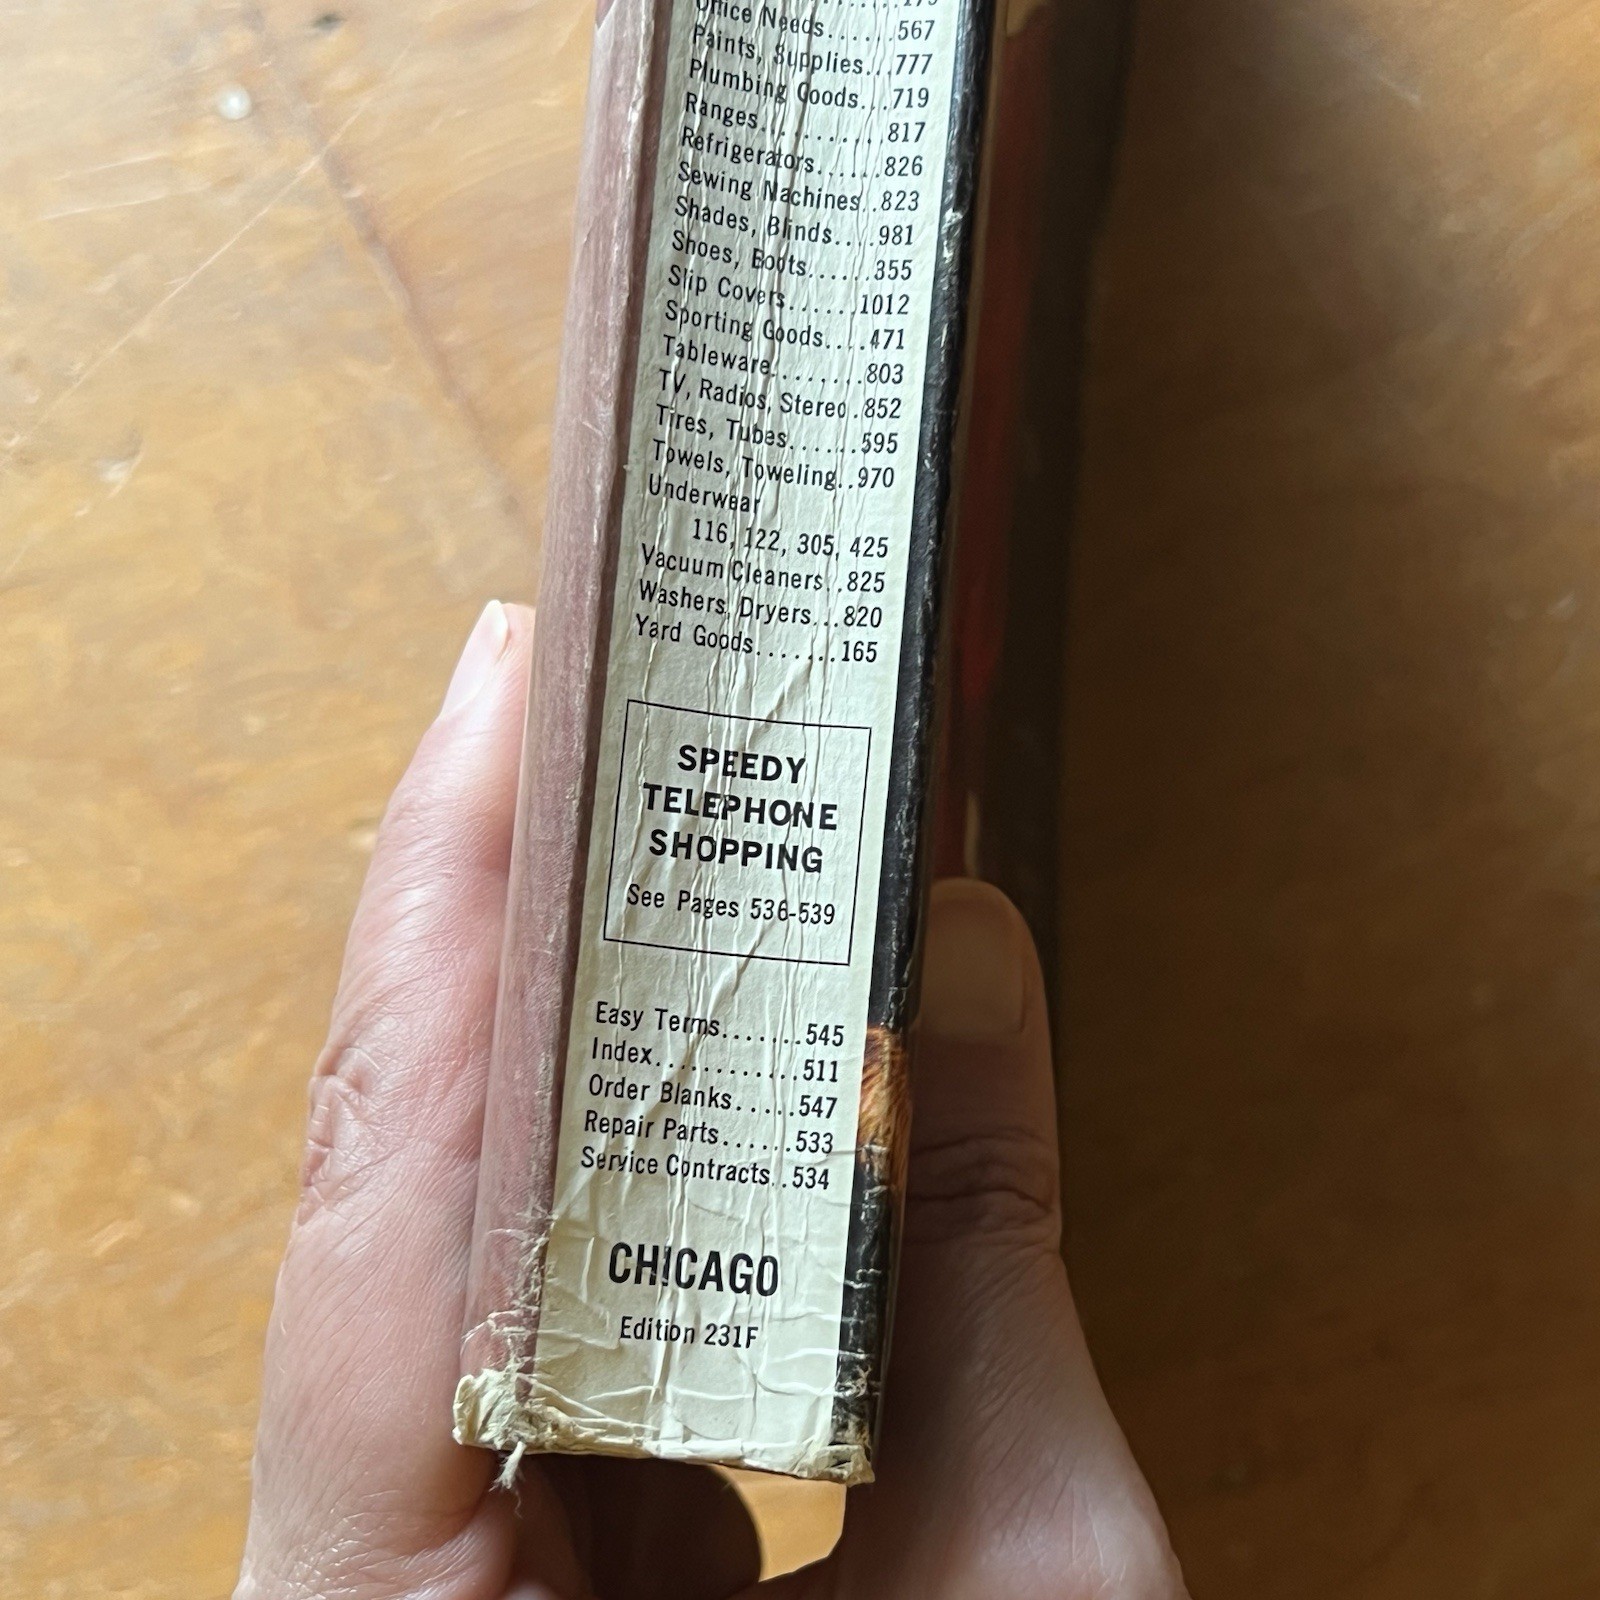 Office Needs......567
Paints, Supplies...777
Plumbing Goods...719
Ranges...........817
Refrigerators......826
Sewing Machines..823
Shades, Blinds....981
Shoes, Boots......355
Slip Covers......1012
Sporting Goods....471
Tableware........803
TV, Radios, Stereo.852
Tires, Tubes.......595
Towels, Toweling..970
Underwear
116, 122, 305, 425
Vacuum Cleaners..825
Washers, Dryers...820
Yard Goods.......165
SPEEDY
TELEPHONE
SHOPPING
See Pages 536-539
Easy Terms.......545
Index............511
Order Blanks.....547
Repair Parts......533
Service Contracts..534
CHICAGO
Edition 231F